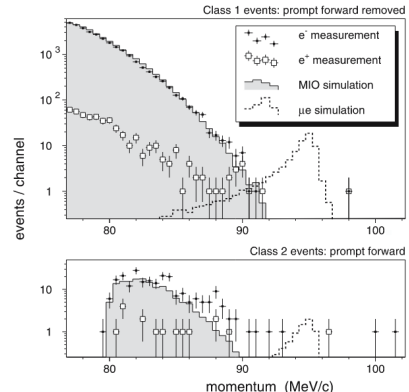 Class 1 events: prompt forward removed
e⁻ measurement
e⁺ measurement
MIO simulation
μe simulation
10³
10²
10
1
80
90
100
events / channel
Class 2 events: prompt forward
10
1
80
90
100
momentum (MeV/c)